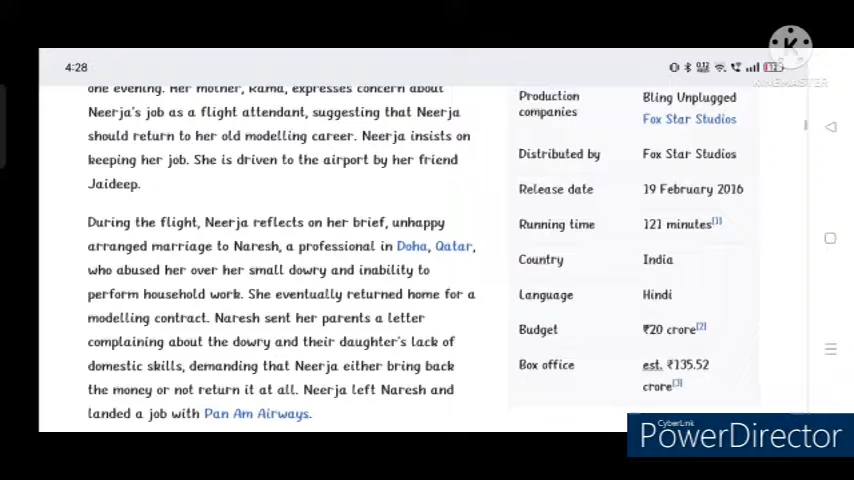 4:28
KINEMASTER
one evening. Her mother, Rama, expresses concern about
Neerja's job as a flight attendant, suggesting that Neerja
should return to her old modelling career. Neerja insists on
keeping her job. She is driven to the airport by her friend
Jaideep.
During the flight, Neerja reflects on her brief, unhappy
arranged marriage to Naresh, a professional in Doha, Qatar,
who abused her over her small dowry and inability to
perform household work. She eventually returned home for a
modelling contract. Naresh sent her parents a letter
complaining about the dowry and their daughter's lack of
domestic skills, demanding that Neerja either bring back
the money or not return it at all. Neerja left Naresh and
landed a job with Pan Am Airways.
Production companies Bling Unplugged
Fox Star Studios
Distributed by Fox Star Studios
Release date 19 February 2016
Running time 121 minutes[1]
Country India
Language Hindi
Budget ₹20 crore[2]
Box office est. ₹135.52
crore[3]
CyberLink
PowerDirector